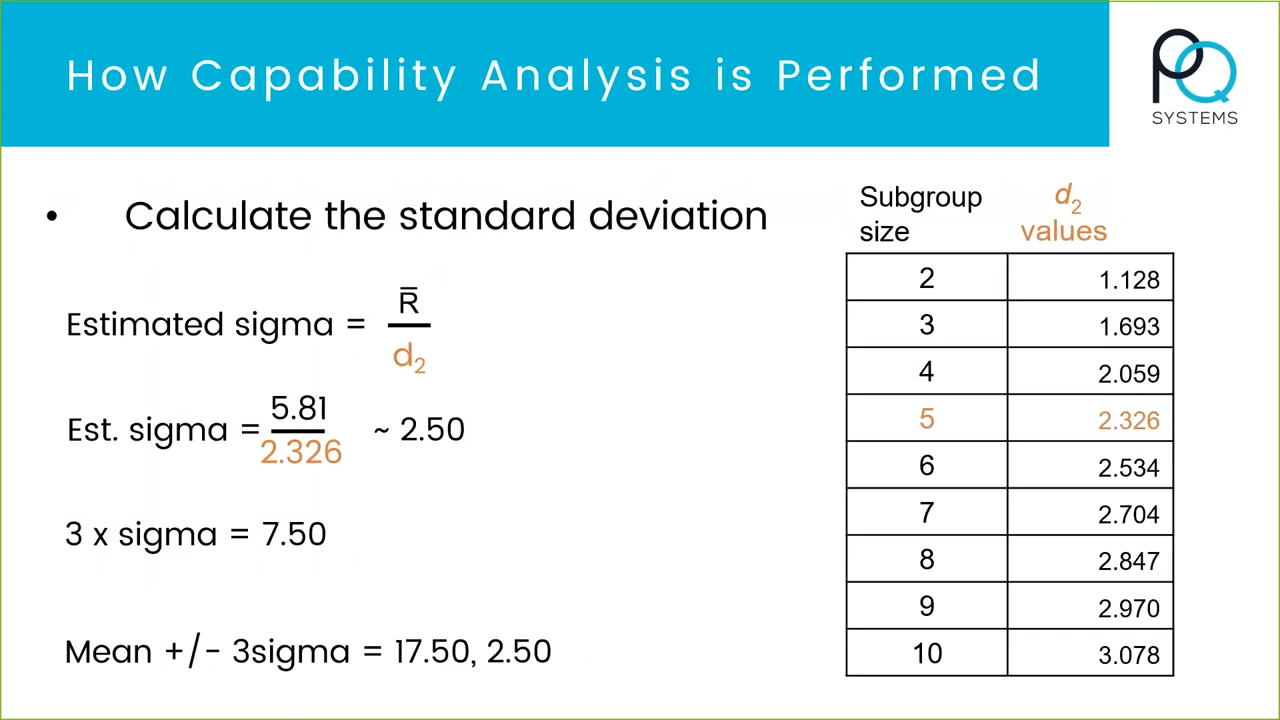 How Capability Analysis is Performed
PQ
SYSTEMS
• Calculate the standard deviation
Estimated sigma = R̅ / d₂
Est. sigma = 5.81 / 2.326 ~ 2.50
3 x sigma = 7.50
Mean +/- 3sigma = 17.50, 2.50
Subgroup size d₂ values
2 1.128
3 1.693
4 2.059
5 2.326
6 2.534
7 2.704
8 2.847
9 2.970
10 3.078